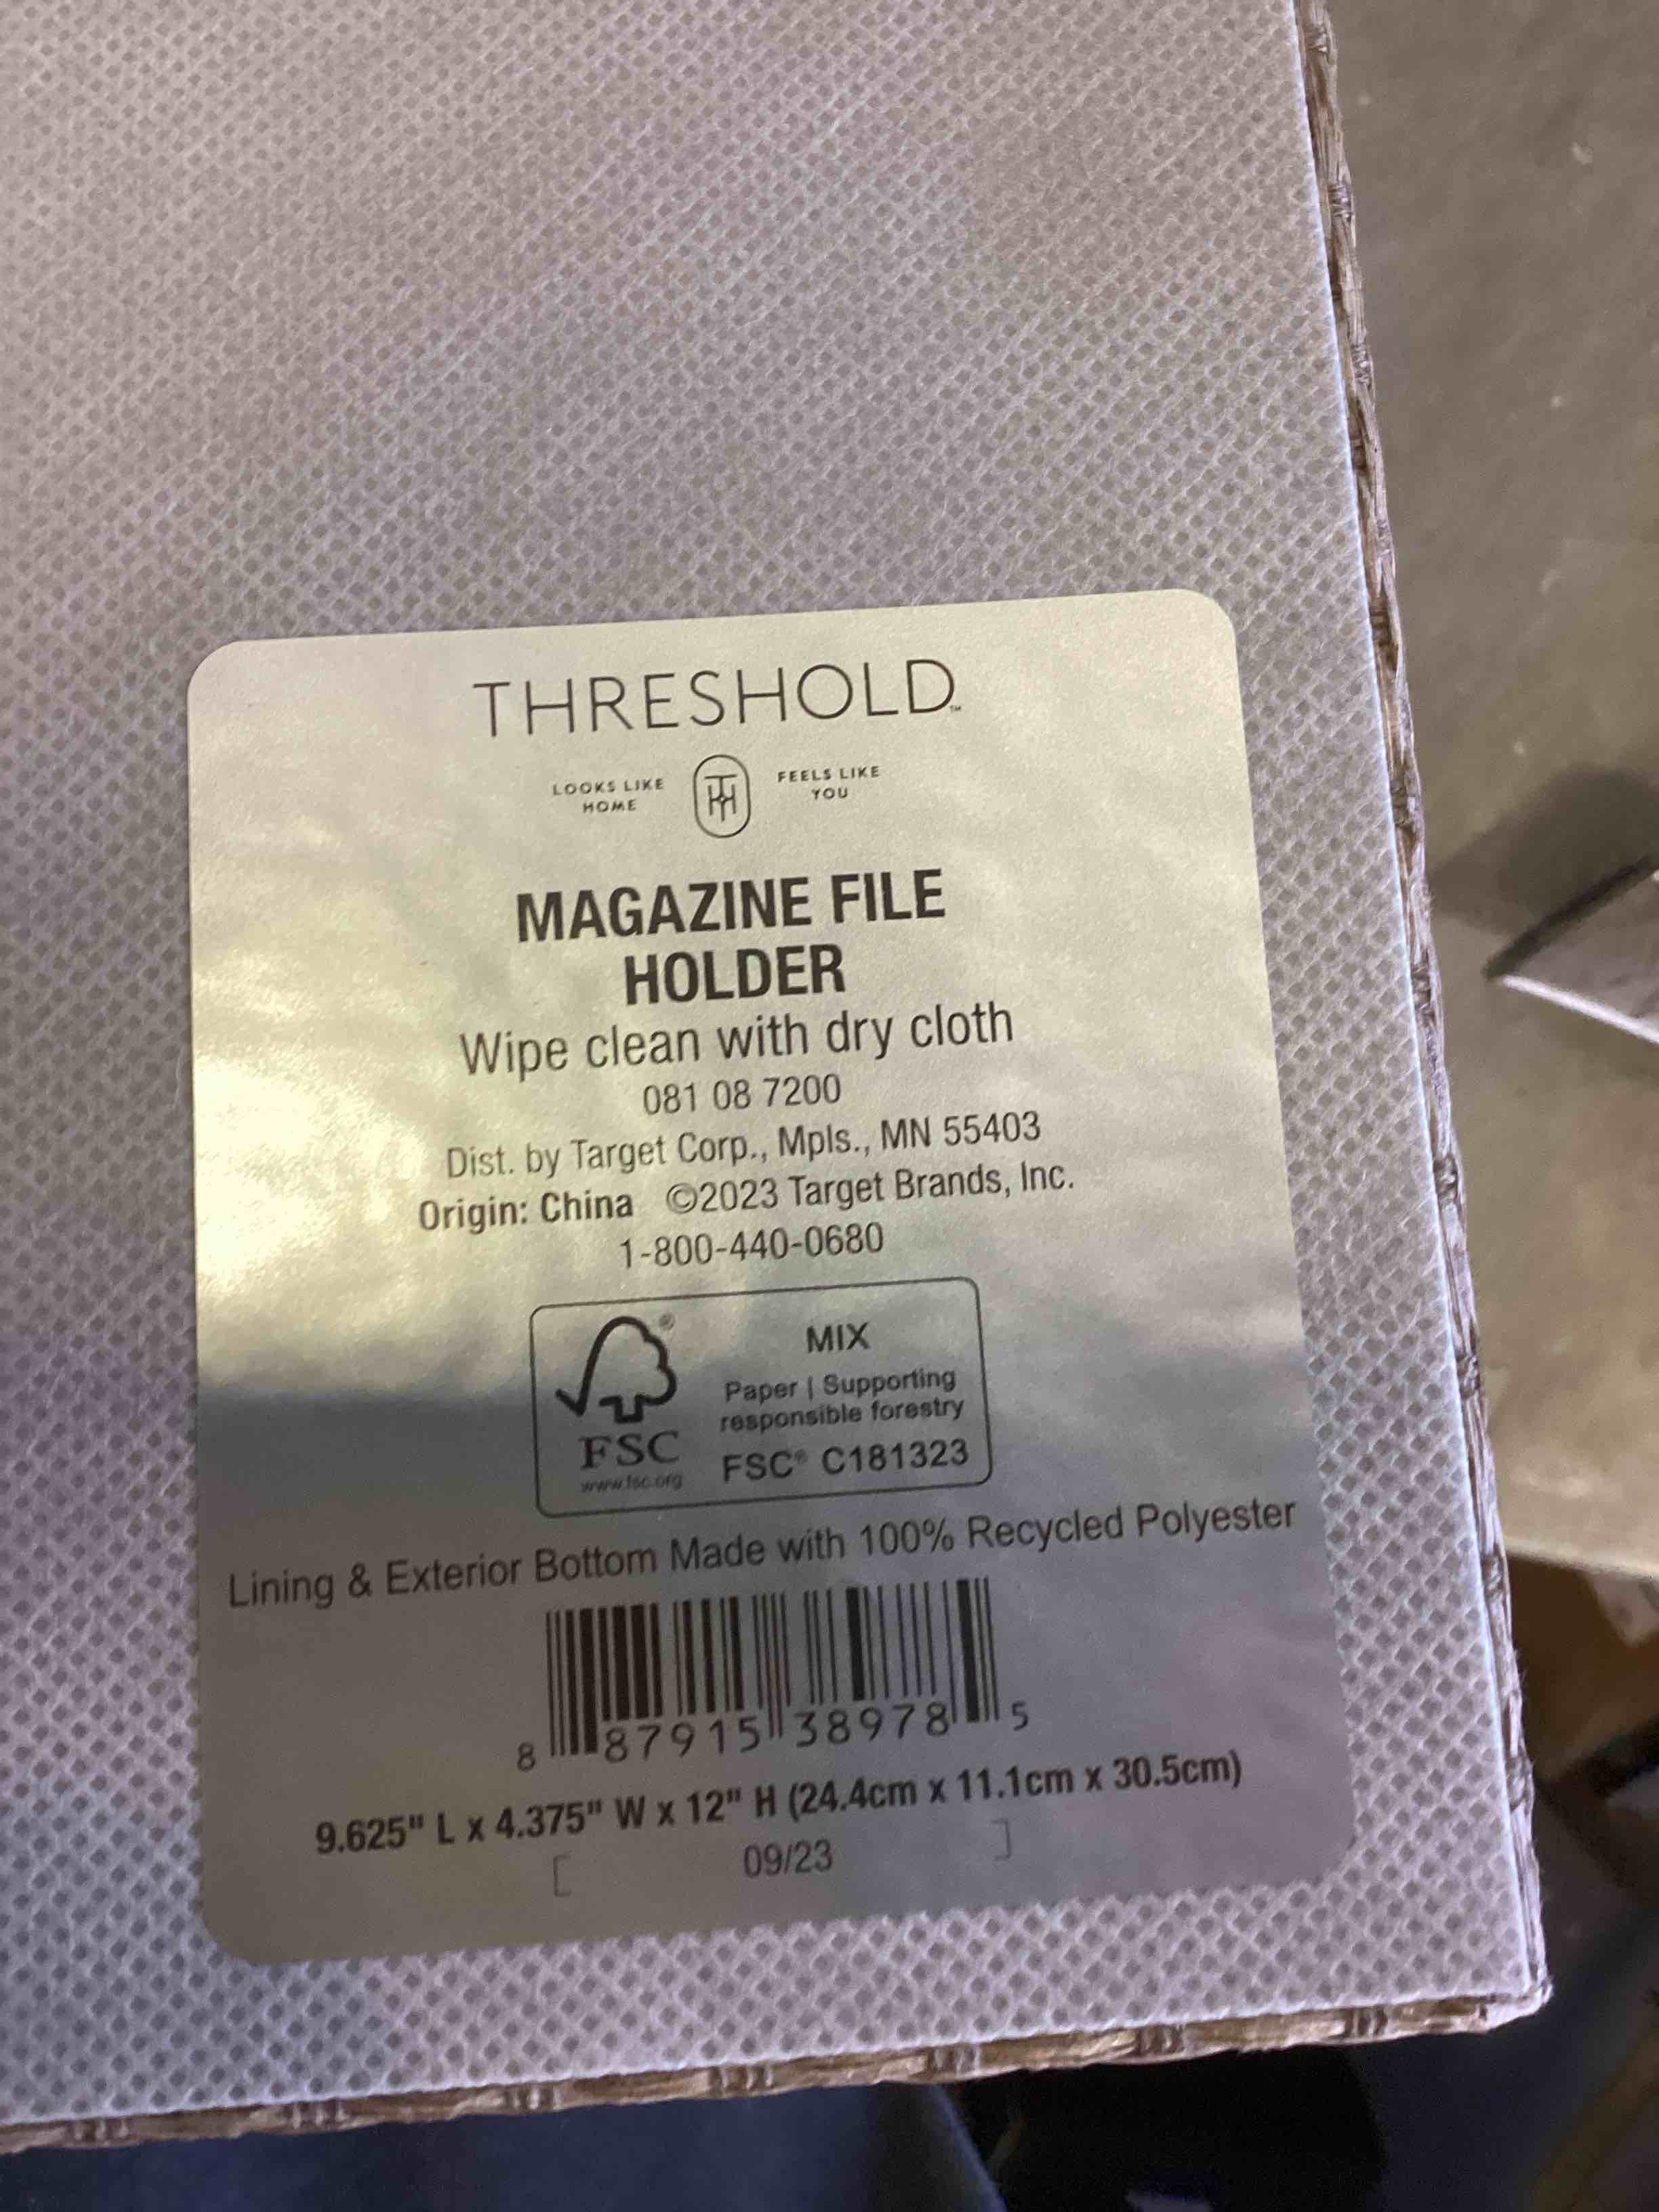 THRESHOLD™
LOOKS LIKE HOME
FEELS LIKE YOU
MAGAZINE FILE
HOLDER
Wipe clean with dry cloth
081 08 7200
Dist. by Target Corp., Mpls., MN 55403
Origin: China ©2023 Target Brands, Inc.
1-800-440-0680
FSC®
www.fsc.org
MIX
Paper | Supporting
responsible forestry
FSC® C181323
Lining & Exterior Bottom Made with 100% Recycled Polyester
8 87915 38978 5
9.625" L x 4.375" W x 12" H (24.4cm x 11.1cm x 30.5cm)
[ 09/23 ]